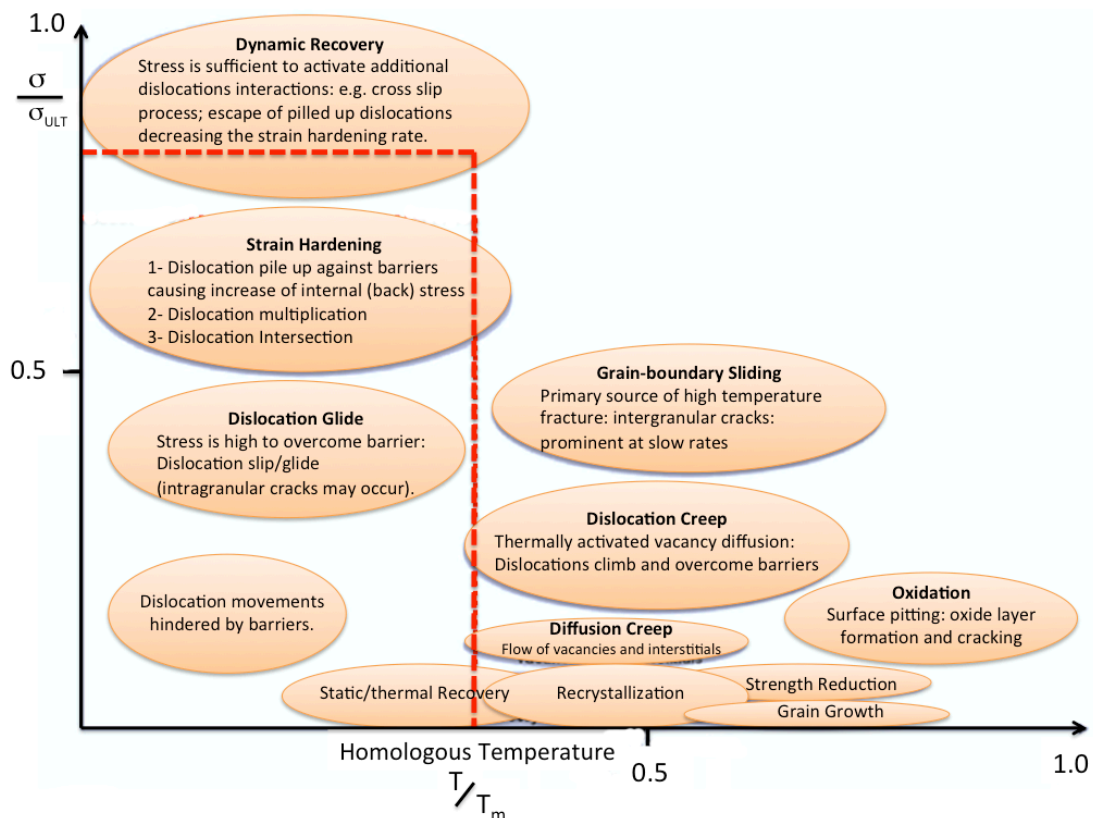 1.0
σ
σULT
Dynamic Recovery
Stress is sufficient to activate additional
dislocations interactions: e.g. cross slip
process; escape of pilled up dislocations
decreasing the strain hardening rate.
Strain Hardening
1- Dislocation pile up against barriers
causing increase of internal (back) stress
2- Dislocation multiplication
3- Dislocation Intersection
0.5
Grain-boundary Sliding
Primary source of high temperature
fracture: intergranular cracks:
prominent at slow rates
Dislocation Glide
Stress is high to overcome barrier:
Dislocation slip/glide
(intragranular cracks may occur).
Dislocation Creep
Thermally activated vacancy diffusion:
Dislocations climb and overcome barriers
Dislocation movements
hindered by barriers.
Oxidation
Surface pitting: oxide layer
formation and cracking
Diffusion Creep
Flow of vacancies and interstitials
Static/thermal Recovery
Recrystallization
Strength Reduction
Grain Growth
Homologous Temperature
T/Tm
0.5
1.0